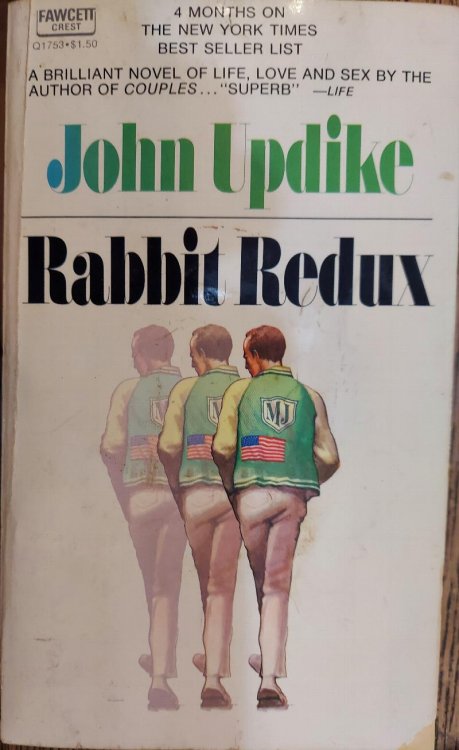 FAWCETT
CREST
Q1753•$1.50
4 MONTHS ON
THE NEW YORK TIMES
BEST SELLER LIST
A BRILLIANT NOVEL OF LIFE, LOVE AND SEX BY THE
AUTHOR OF COUPLES... "SUPERB" —LIFE
John Updike
Rabbit Redux
MJ